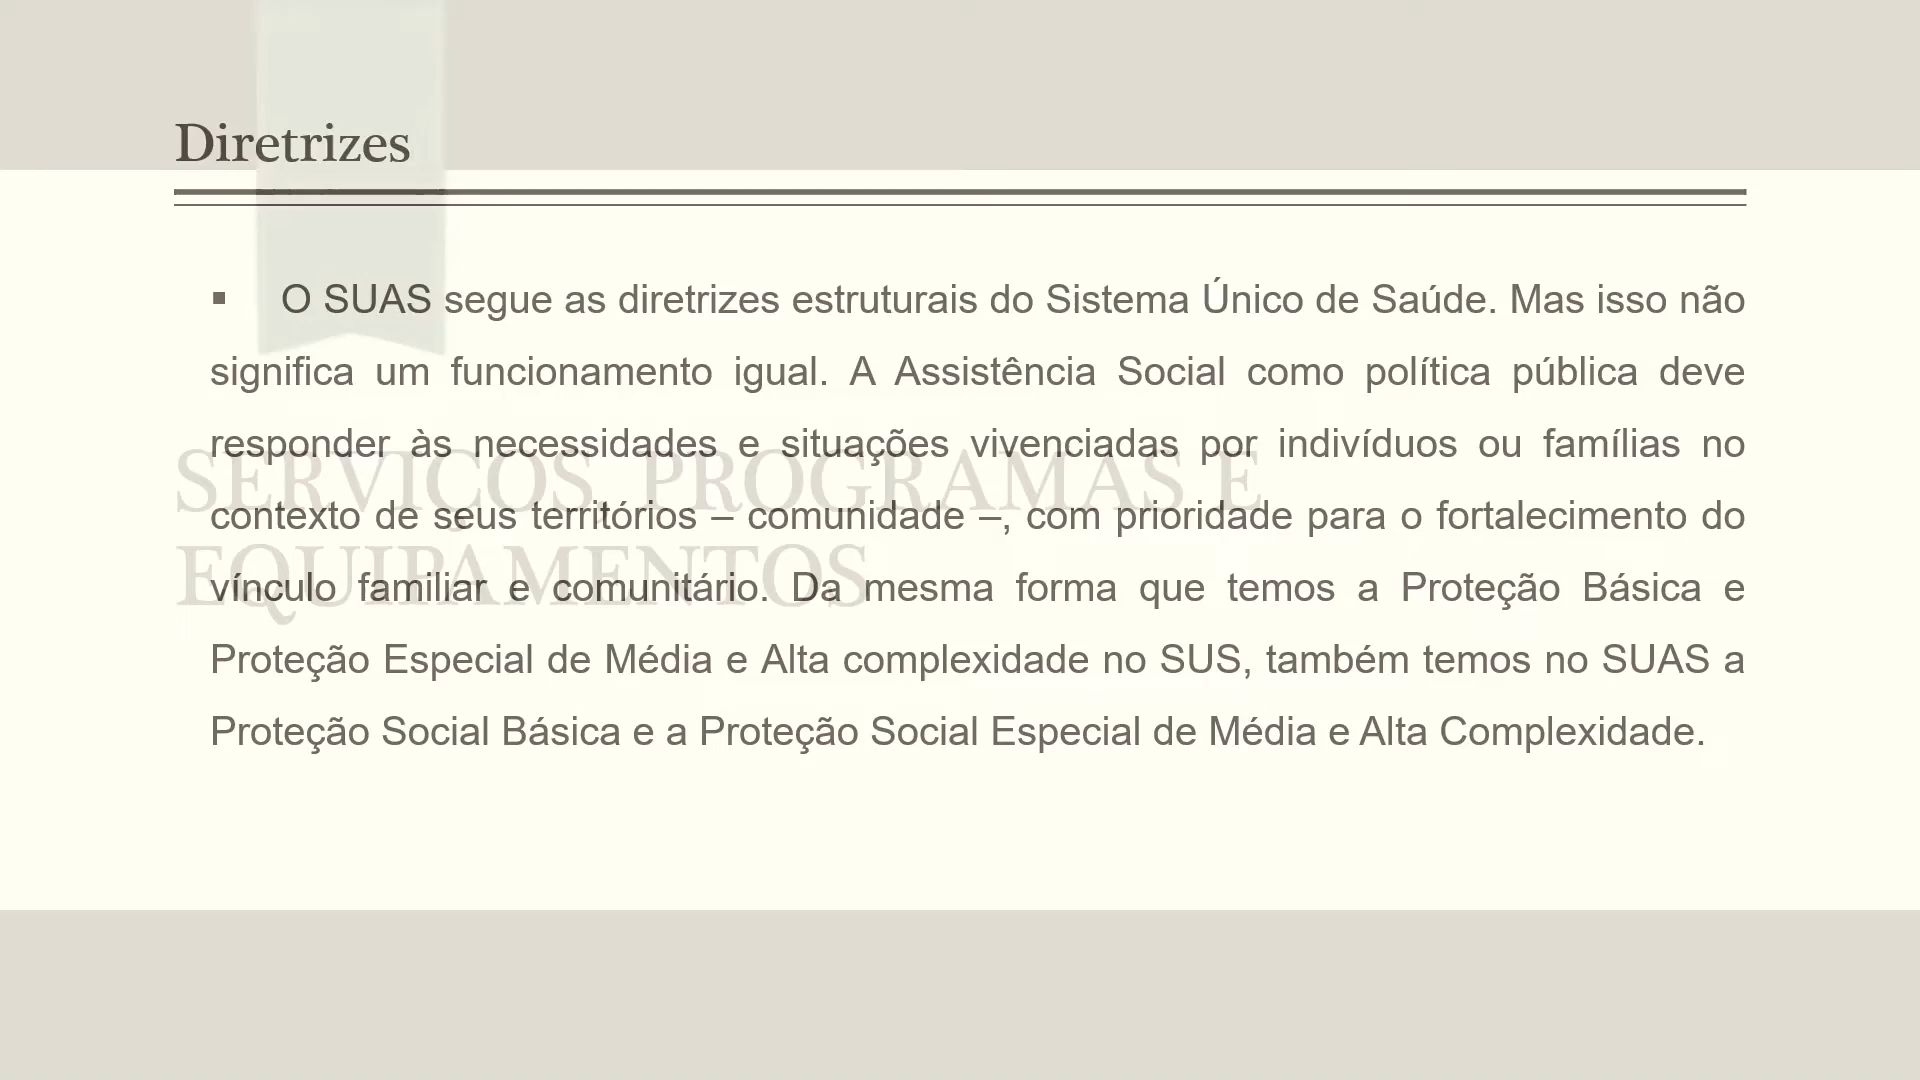 Diretrizes
▪ O SUAS segue as diretrizes estruturais do Sistema Único de Saúde. Mas isso não
significa um funcionamento igual. A Assistência Social como política pública deve
responder às necessidades e situações vivenciadas por indivíduos ou famílias no
contexto de seus territórios – comunidade –, com prioridade para o fortalecimento do
vínculo familiar e comunitário. Da mesma forma que temos a Proteção Básica e
Proteção Especial de Média e Alta complexidade no SUS, também temos no SUAS a
Proteção Social Básica e a Proteção Social Especial de Média e Alta Complexidade.
SERVIÇOS, PROGRAMAS E
EQUIPAMENTOS